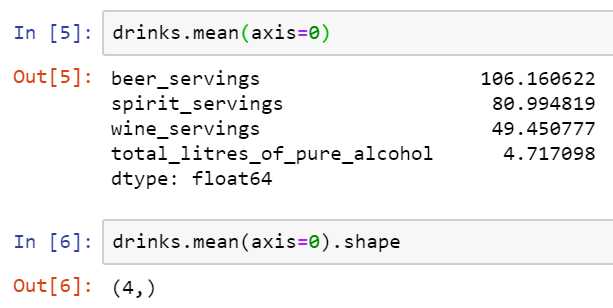 In [5]: drinks.mean(axis=0)
Out[5]: beer_servings 106.160622
spirit_servings 80.994819
wine_servings 49.450777
total_litres_of_pure_alcohol 4.717098
dtype: float64
In [6]: drinks.mean(axis=0).shape
Out[6]: (4,)